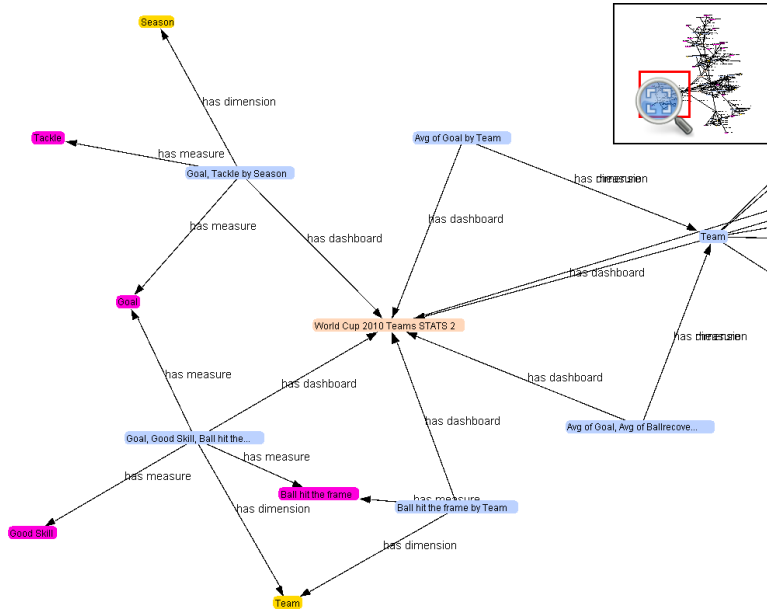 Season
has dimension
Tackle
has measure
Goal, Tackle by Season
Avg of Goal by Team
has measure
has dashboard
has dashboard
Team
has dashboard
Goal
World Cup 2010 Teams STATS 2
has measure
has dashboard
has dashboard
has dashboard
Avg of Goal, Avg of Ballrecove...
Goal, Good Skill, Ball hit the...
has measure
has measure
Ball hit the frame
has measure
Ball hit the frame by Team
has dimension
Good Skill
has dimension
Team